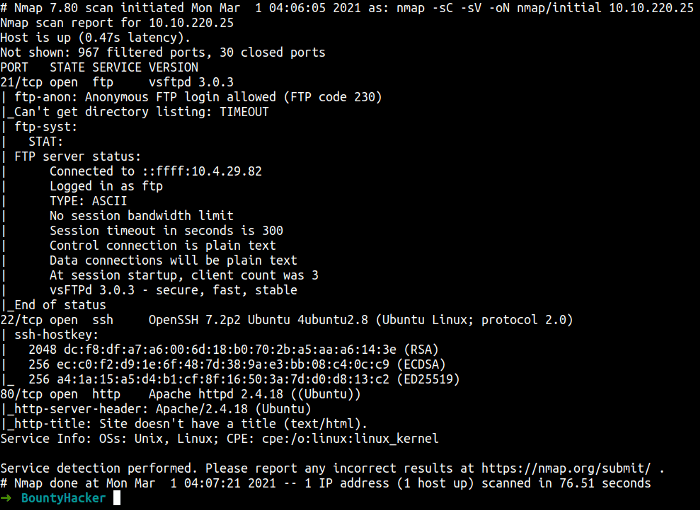 # Nmap 7.80 scan initiated Mon Mar  1 04:06:05 2021 as: nmap -sC -sV -oN nmap/initial 10.10.220.25
Nmap scan report for 10.10.220.25
Host is up (0.47s latency).
Not shown: 967 filtered ports, 30 closed ports
PORT   STATE SERVICE VERSION
21/tcp open  ftp     vsftpd 3.0.3
| ftp-anon: Anonymous FTP login allowed (FTP code 230)
|_Can't get directory listing: TIMEOUT
| ftp-syst:
|   STAT:
| FTP server status:
|      Connected to ::ffff:10.4.29.82
|      Logged in as ftp
|      TYPE: ASCII
|      No session bandwidth limit
|      Session timeout in seconds is 300
|      Control connection is plain text
|      Data connections will be plain text
|      At session startup, client count was 3
|      vsFTPd 3.0.3 - secure, fast, stable
|_End of status
22/tcp open  ssh     OpenSSH 7.2p2 Ubuntu 4ubuntu2.8 (Ubuntu Linux; protocol 2.0)
| ssh-hostkey:
|   2048 dc:f8:df:a7:a6:00:6d:18:b0:70:2b:a5:aa:a6:14:3e (RSA)
|   256 ec:c0:f2:d9:1e:6f:48:7d:38:9a:e3:bb:08:c4:0c:c9 (ECDSA)
|_  256 a4:1a:15:a5:d4:b1:cf:8f:16:50:3a:7d:d0:d8:13:c2 (ED25519)
80/tcp open  http    Apache httpd 2.4.18 ((Ubuntu))
|_http-server-header: Apache/2.4.18 (Ubuntu)
|_http-title: Site doesn't have a title (text/html).
Service Info: OSs: Unix, Linux; CPE: cpe:/o:linux:linux_kernel

Service detection performed. Please report any incorrect results at https://nmap.org/submit/ .
# Nmap done at Mon Mar  1 04:07:21 2021 -- 1 IP address (1 host up) scanned in 76.51 seconds
➜  BountyHacker